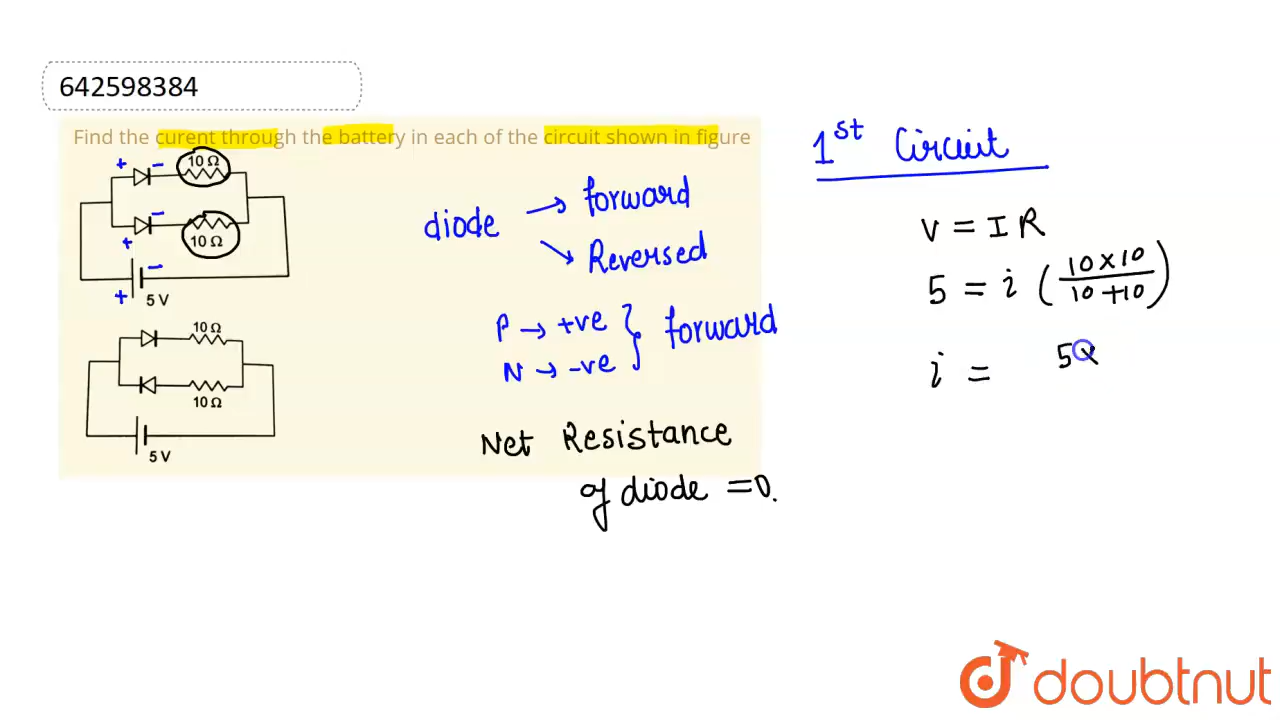 642598384
Find the curent through the battery in each of the circuit shown in figure
+ - 10 Ω
+ - 10 Ω
+ - 5 V
10 Ω
10 Ω
5 V
diode → forward
↘ Reversed
P → +ve } forward
N → -ve
Net Resistance
of diode = 0.
1st Circuit
V = IR
5 = i ( 10 × 10 / 10 + 10 )
i = 5×
doubtnut